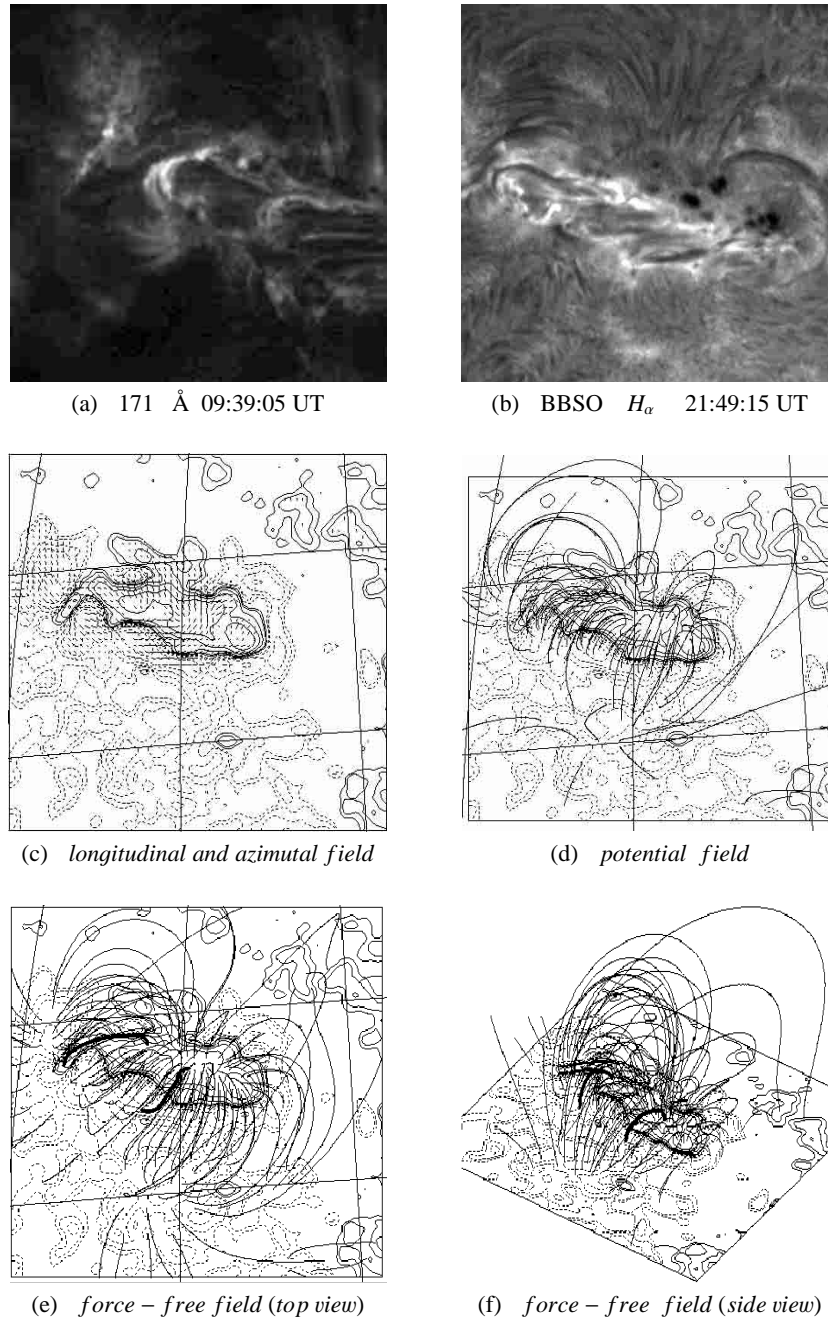 (a) 171 Å 09:39:05 UT
(b) BBSO Hα 21:49:15 UT
(c) longitudinal and azimutal field
(d) potential field
(e) force − free field (top view)
(f) force − free field (side view)